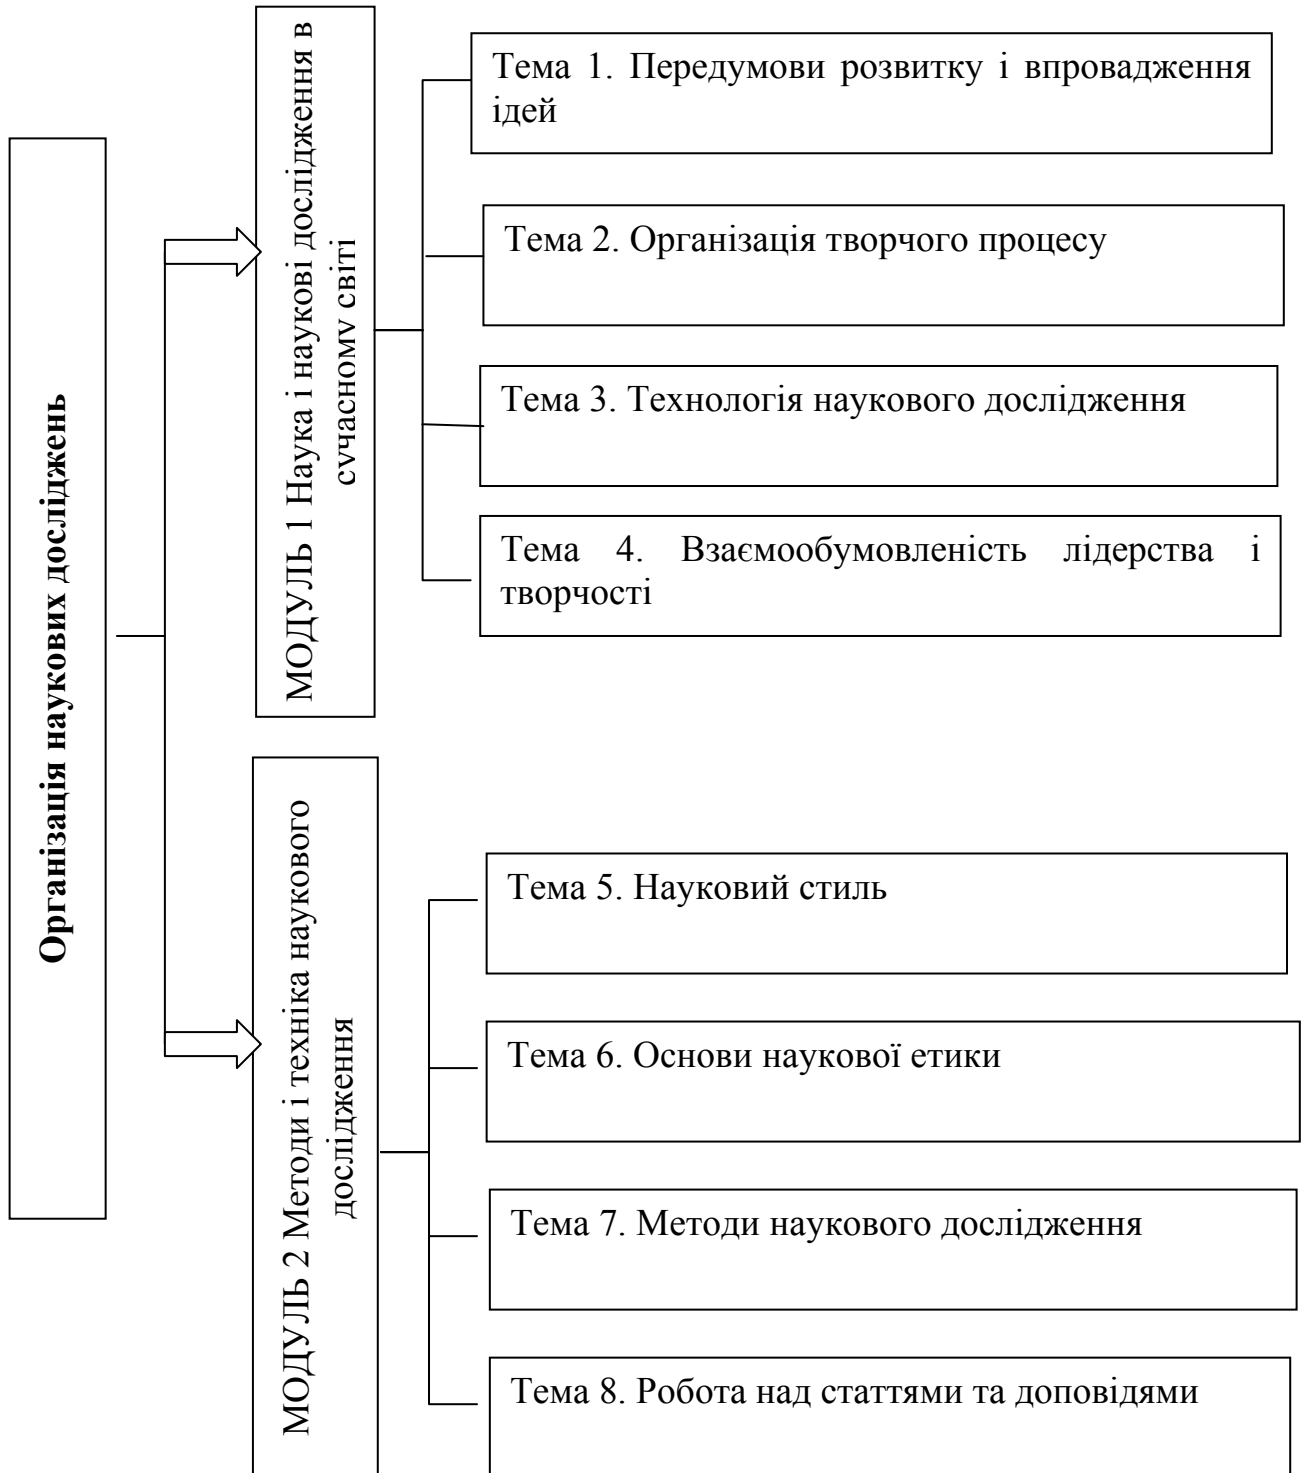 Організація наукових досліджень
МОДУЛЬ 1 Наука і наукові дослідження в
сучасному світі
Тема 1. Передумови розвитку і впровадження
ідей
Тема 2. Організація творчого процесу
Тема 3. Технологія наукового дослідження
Тема 4. Взаємообумовленість лідерства і
творчості
МОДУЛЬ 2 Методи і техніка наукового
дослідження
Тема 5. Науковий стиль
Тема 6. Основи наукової етики
Тема 7. Методи наукового дослідження
Тема 8. Робота над статтями та доповідями